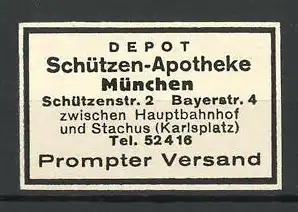 DEPOT
Schützen-Apotheke
München
Schützenstr. 2 Bayerstr. 4
zwischen Hauptbahnhof
und Stachus (Karlsplatz)
Tel. 52416
Prompter Versand